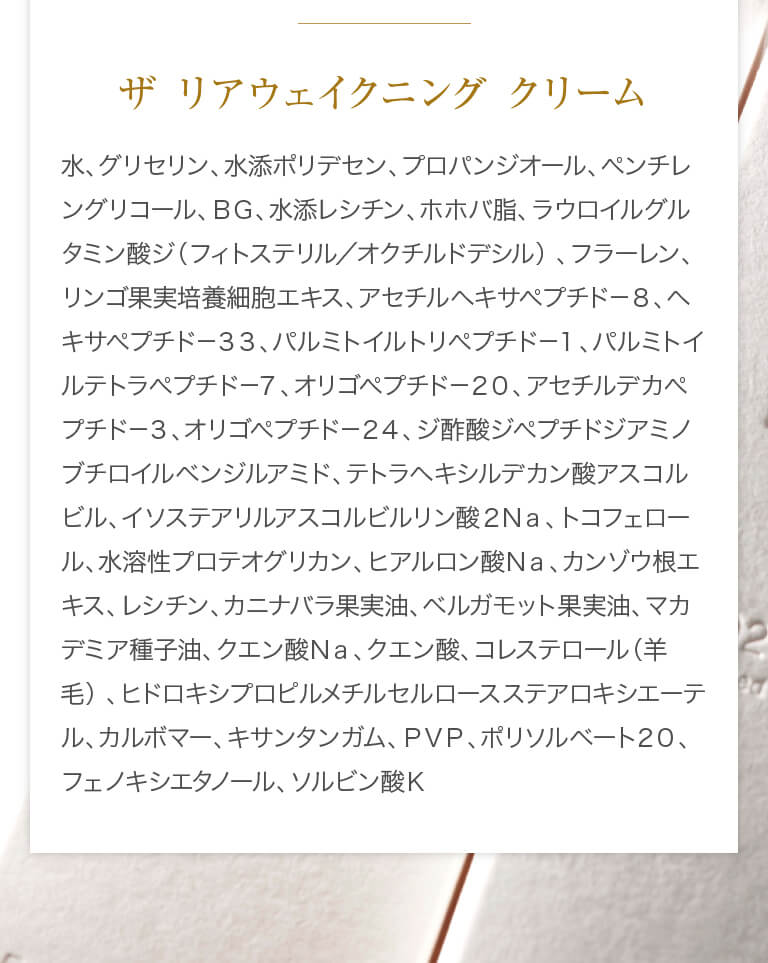 ザ リアウェイクニング クリーム
水、グリセリン、水添ポリデセン、プロパンジオール、ペンチレ
ングリコール、ＢＧ、水添レシチン、ホホバ脂、ラウロイルグル
タミン酸ジ（フィトステリル／オクチルドデシル）、フラーレン、
リンゴ果実培養細胞エキス、アセチルヘキサペプチド－８、ヘ
キサペプチド－３３、パルミトイルトリペプチド－１、パルミトイ
ルテトラペプチド－７、オリゴペプチド－２０、アセチルデカペ
プチド－３、オリゴペプチド－２４、ジ酢酸ジペプチドジアミノ
ブチロイルベンジルアミド、テトラヘキシルデカン酸アスコル
ビル、イソステアリルアスコルビルリン酸２Ｎａ、トコフェロー
ル、水溶性プロテオグリカン、ヒアルロン酸Ｎａ、カンゾウ根エ
キス、レシチン、カニナバラ果実油、ベルガモット果実油、マカ
デミア種子油、クエン酸Ｎａ、クエン酸、コレステロール（羊
毛）、ヒドロキシプロピルメチルセルロースステアロキシエーテ
ル、カルボマー、キサンタンガム、ＰＶＰ、ポリソルベート２０、
フェノキシエタノール、ソルビン酸Ｋ